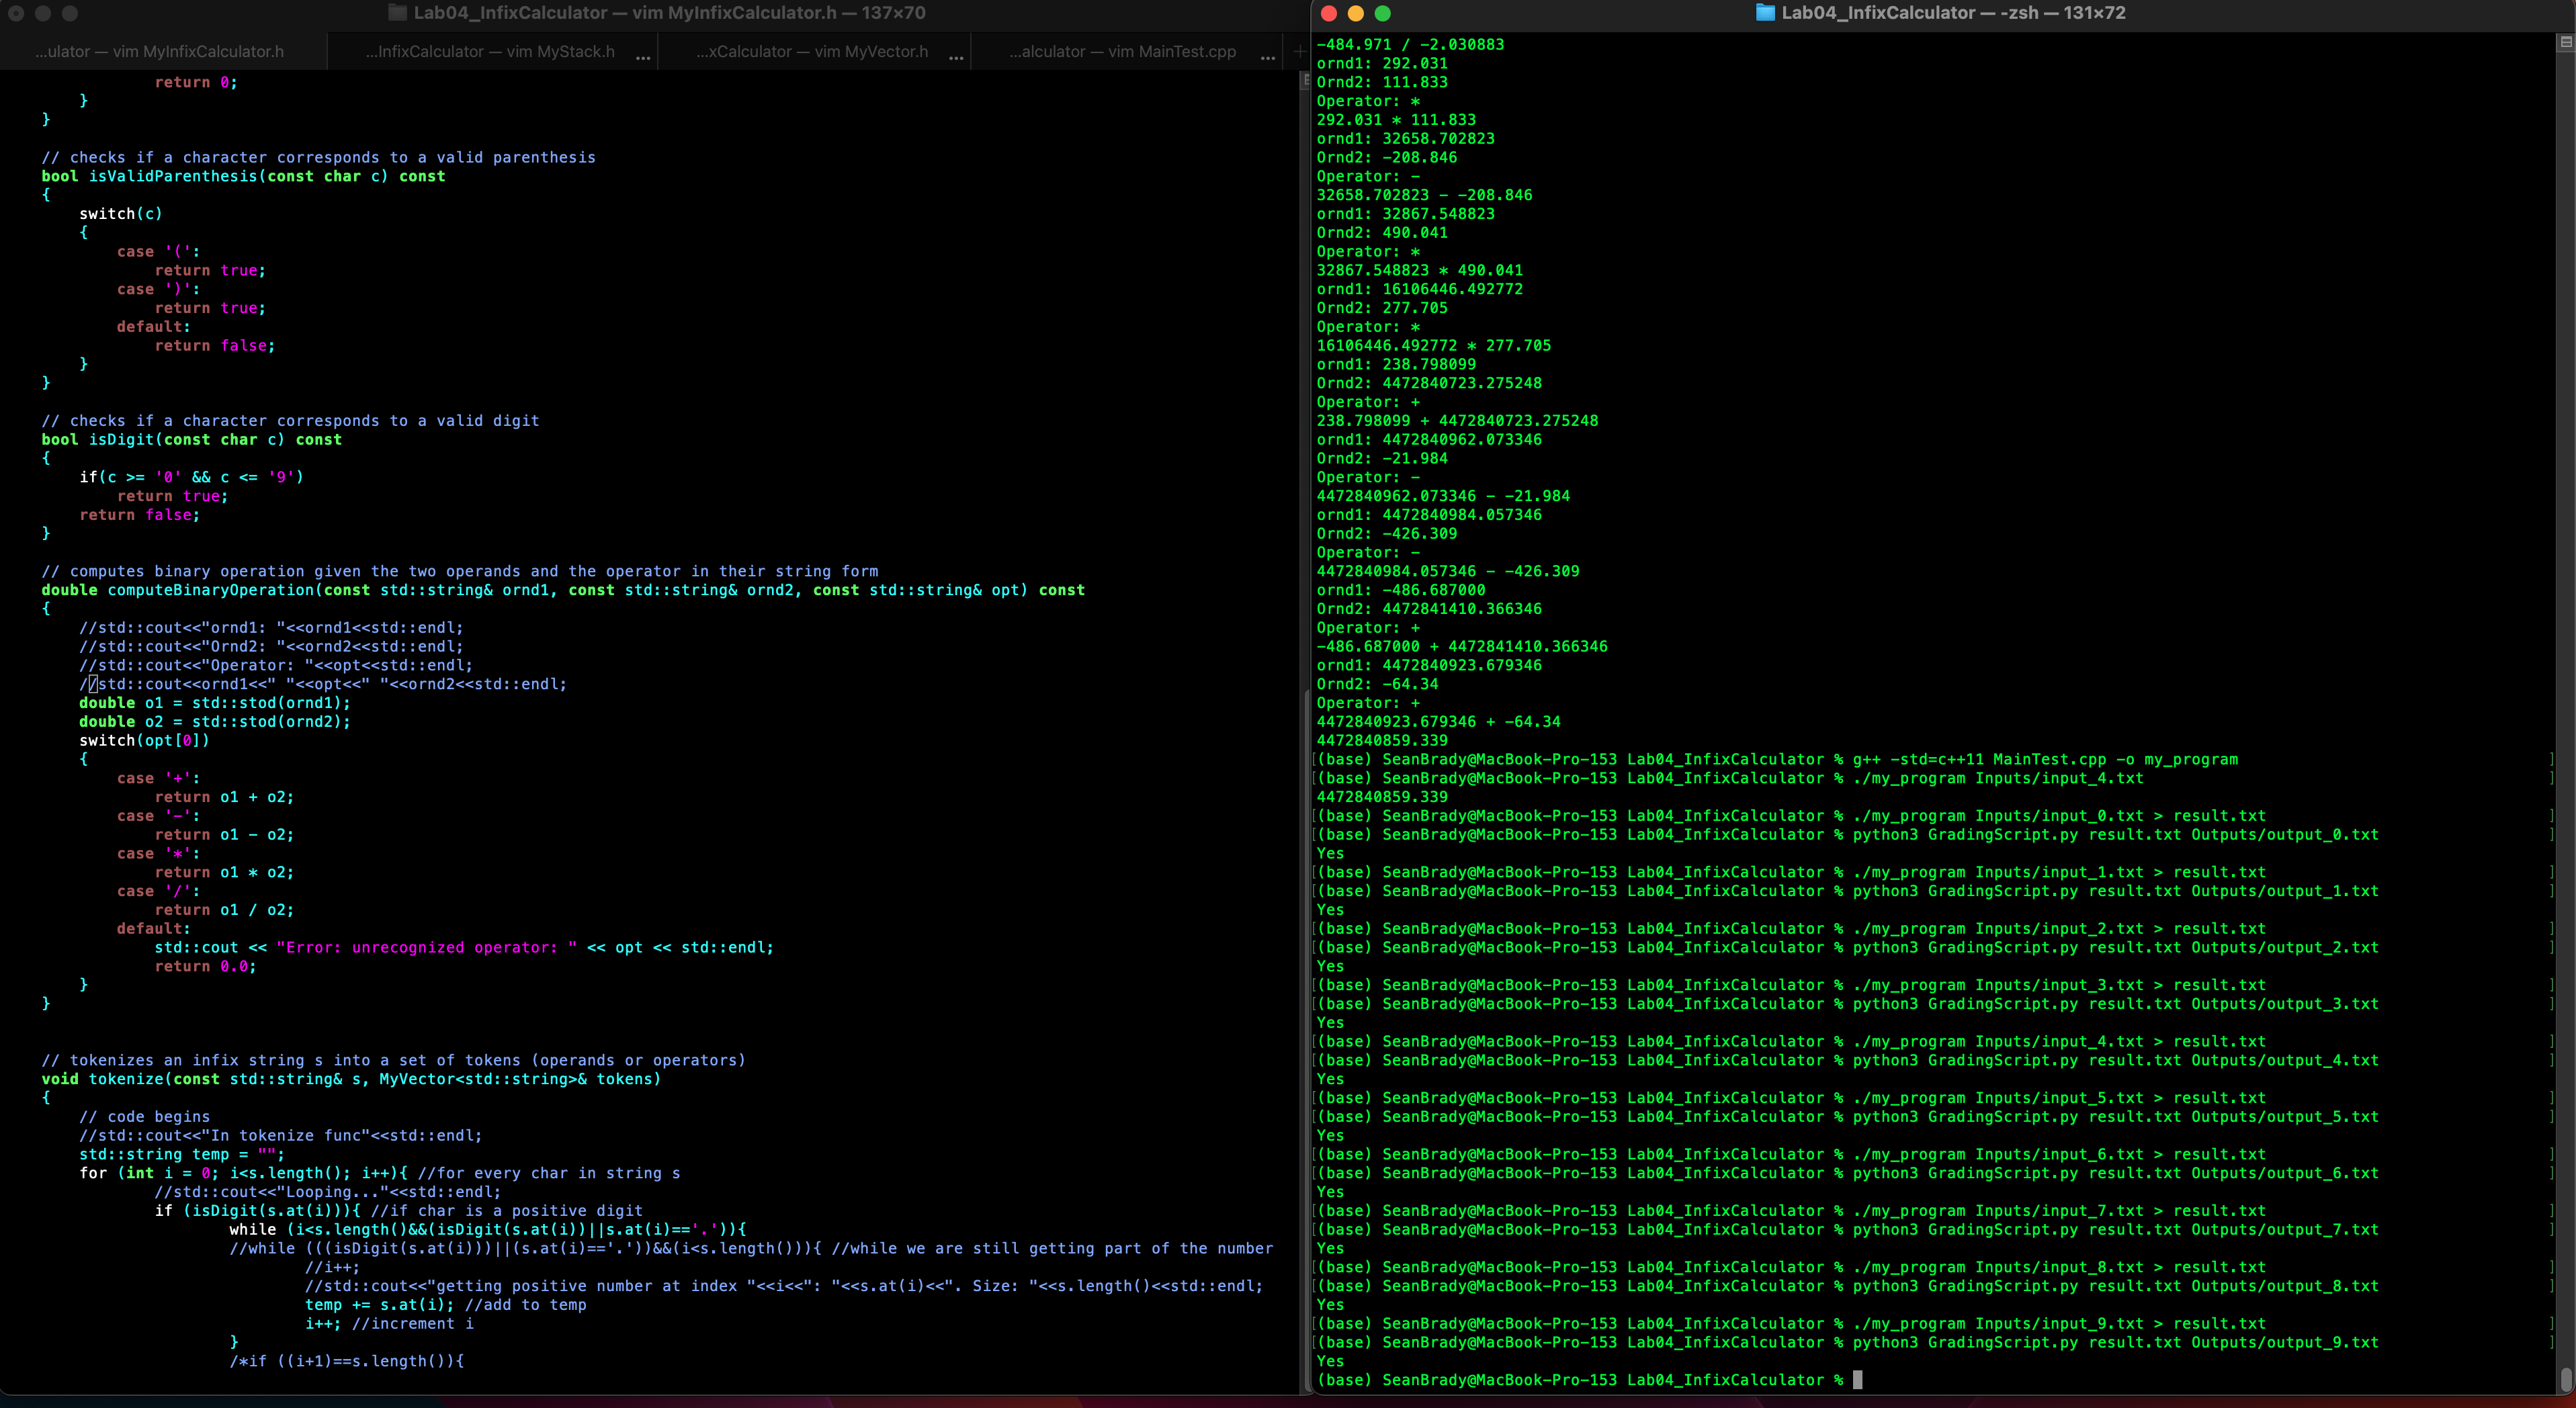 Lab04_InfixCalculator — vim MyInfixCalculator.h — 137×70
...ulator — vim MyInfixCalculator.h
...InfixCalculator — vim MyStack.h ...
...xCalculator — vim MyVector.h ...
...alculator — vim MainTest.cpp ...
+
            return 0;
    }
}

// checks if a character corresponds to a valid parenthesis
bool isValidParenthesis(const char c) const
{
    switch(c)
    {
        case '(':
            return true;
        case ')':
            return true;
        default:
            return false;
    }
}

// checks if a character corresponds to a valid digit
bool isDigit(const char c) const
{
    if(c >= '0' && c <= '9')
        return true;
    return false;
}

// computes binary operation given the two operands and the operator in their string form
double computeBinaryOperation(const std::string& ornd1, const std::string& ornd2, const std::string& opt) const
{
    //std::cout<<"ornd1: "<<ornd1<<std::endl;
    //std::cout<<"Ornd2: "<<ornd2<<std::endl;
    //std::cout<<"Operator: "<<opt<<std::endl;
    //std::cout<<ornd1<<" "<<opt<<" "<<ornd2<<std::endl;
    double o1 = std::stod(ornd1);
    double o2 = std::stod(ornd2);
    switch(opt[0])
    {
        case '+':
            return o1 + o2;
        case '-':
            return o1 - o2;
        case '*':
            return o1 * o2;
        case '/':
            return o1 / o2;
        default:
            std::cout << "Error: unrecognized operator: " << opt << std::endl;
            return 0.0;
    }
}

// tokenizes an infix string s into a set of tokens (operands or operators)
void tokenize(const std::string& s, MyVector<std::string>& tokens)
{
    // code begins
    //std::cout<<"In tokenize func"<<std::endl;
    std::string temp = "";
    for (int i = 0; i<s.length(); i++){ //for every char in string s
            //std::cout<<"Looping..."<<std::endl;
            if (isDigit(s.at(i))){ //if char is a positive digit
                    while (i<s.length()&&(isDigit(s.at(i))||s.at(i)=='.')){
                    //while (((isDigit(s.at(i)))||(s.at(i)=='.'))&&(i<s.length())){ //while we are still getting part of the number
                            //i++;
                            //std::cout<<"getting positive number at index "<<i<<": "<<s.at(i)<<". Size: "<<s.length()<<std::endl;
                            temp += s.at(i); //add to temp
                            i++; //increment i
                    }
                    /*if ((i+1)==s.length()){
Lab04_InfixCalculator — -zsh — 131×72
-484.971 / -2.030883
ornd1: 292.031
Ornd2: 111.833
Operator: *
292.031 * 111.833
ornd1: 32658.702823
Ornd2: -208.846
Operator: -
32658.702823 - -208.846
ornd1: 32867.548823
Ornd2: 490.041
Operator: *
32867.548823 * 490.041
ornd1: 16106446.492772
Ornd2: 277.705
Operator: *
16106446.492772 * 277.705
ornd1: 238.798099
Ornd2: 4472840723.275248
Operator: +
238.798099 + 4472840723.275248
ornd1: 4472840962.073346
Ornd2: -21.984
Operator: -
4472840962.073346 - -21.984
ornd1: 4472840984.057346
Ornd2: -426.309
Operator: -
4472840984.057346 - -426.309
ornd1: -486.687000
Ornd2: 4472841410.366346
Operator: +
-486.687000 + 4472841410.366346
ornd1: 4472840923.679346
Ornd2: -64.34
Operator: +
4472840923.679346 + -64.34
4472840859.339
[(base) SeanBrady@MacBook-Pro-153 Lab04_InfixCalculator % g++ -std=c++11 MainTest.cpp -o my_program ]
[(base) SeanBrady@MacBook-Pro-153 Lab04_InfixCalculator % ./my_program Inputs/input_4.txt ]
4472840859.339
[(base) SeanBrady@MacBook-Pro-153 Lab04_InfixCalculator % ./my_program Inputs/input_0.txt > result.txt ]
[(base) SeanBrady@MacBook-Pro-153 Lab04_InfixCalculator % python3 GradingScript.py result.txt Outputs/output_0.txt ]
Yes
[(base) SeanBrady@MacBook-Pro-153 Lab04_InfixCalculator % ./my_program Inputs/input_1.txt > result.txt ]
[(base) SeanBrady@MacBook-Pro-153 Lab04_InfixCalculator % python3 GradingScript.py result.txt Outputs/output_1.txt ]
Yes
[(base) SeanBrady@MacBook-Pro-153 Lab04_InfixCalculator % ./my_program Inputs/input_2.txt > result.txt ]
[(base) SeanBrady@MacBook-Pro-153 Lab04_InfixCalculator % python3 GradingScript.py result.txt Outputs/output_2.txt ]
Yes
[(base) SeanBrady@MacBook-Pro-153 Lab04_InfixCalculator % ./my_program Inputs/input_3.txt > result.txt ]
[(base) SeanBrady@MacBook-Pro-153 Lab04_InfixCalculator % python3 GradingScript.py result.txt Outputs/output_3.txt ]
Yes
[(base) SeanBrady@MacBook-Pro-153 Lab04_InfixCalculator % ./my_program Inputs/input_4.txt > result.txt ]
[(base) SeanBrady@MacBook-Pro-153 Lab04_InfixCalculator % python3 GradingScript.py result.txt Outputs/output_4.txt ]
Yes
[(base) SeanBrady@MacBook-Pro-153 Lab04_InfixCalculator % ./my_program Inputs/input_5.txt > result.txt ]
[(base) SeanBrady@MacBook-Pro-153 Lab04_InfixCalculator % python3 GradingScript.py result.txt Outputs/output_5.txt ]
Yes
[(base) SeanBrady@MacBook-Pro-153 Lab04_InfixCalculator % ./my_program Inputs/input_6.txt > result.txt ]
[(base) SeanBrady@MacBook-Pro-153 Lab04_InfixCalculator % python3 GradingScript.py result.txt Outputs/output_6.txt ]
Yes
[(base) SeanBrady@MacBook-Pro-153 Lab04_InfixCalculator % ./my_program Inputs/input_7.txt > result.txt ]
[(base) SeanBrady@MacBook-Pro-153 Lab04_InfixCalculator % python3 GradingScript.py result.txt Outputs/output_7.txt ]
Yes
[(base) SeanBrady@MacBook-Pro-153 Lab04_InfixCalculator % ./my_program Inputs/input_8.txt > result.txt ]
[(base) SeanBrady@MacBook-Pro-153 Lab04_InfixCalculator % python3 GradingScript.py result.txt Outputs/output_8.txt ]
Yes
[(base) SeanBrady@MacBook-Pro-153 Lab04_InfixCalculator % ./my_program Inputs/input_9.txt > result.txt ]
[(base) SeanBrady@MacBook-Pro-153 Lab04_InfixCalculator % python3 GradingScript.py result.txt Outputs/output_9.txt ]
Yes
(base) SeanBrady@MacBook-Pro-153 Lab04_InfixCalculator %